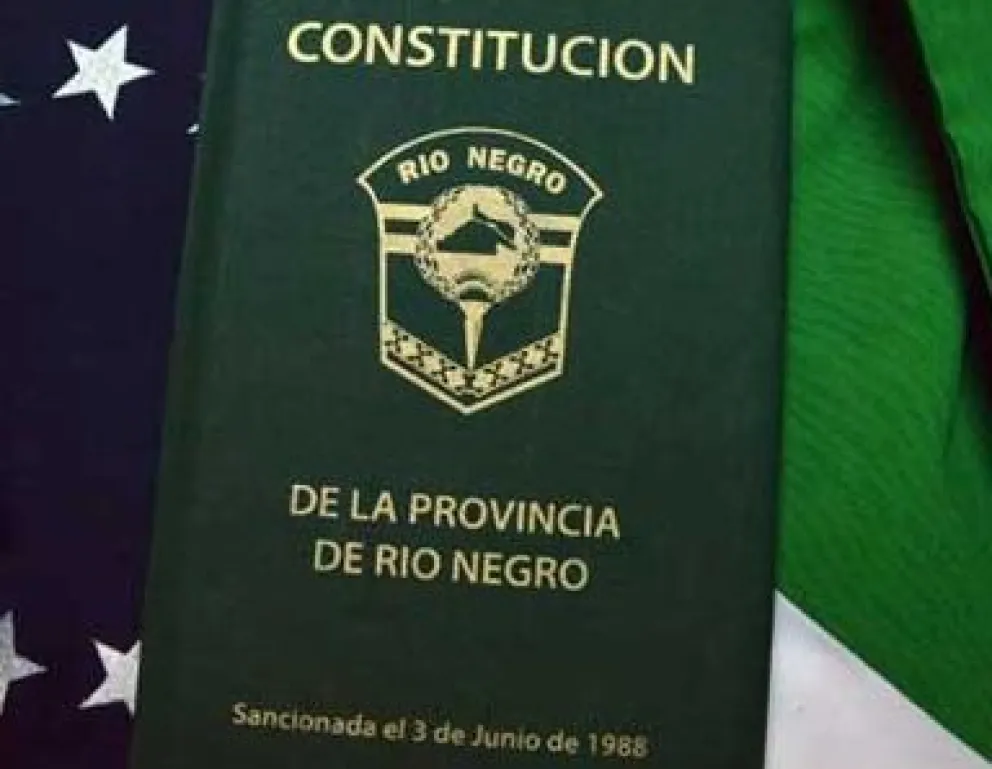 CONSTITUCION
RIO NEGRO
DE LA PROVINCIA
DE RIO NEGRO
Sancionada el 3 de Junio de 1988